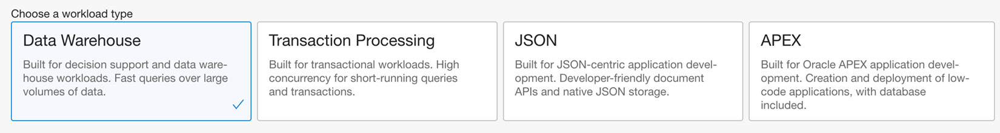 Choose a workload type
Data Warehouse
Built for decision support and data ware-
house workloads. Fast queries over large
volumes of data.
Transaction Processing
Built for transactional workloads. High
concurrency for short-running queries
and transactions.
JSON
Built for JSON-centric application devel-
opment. Developer-friendly document
APIs and native JSON storage.
APEX
Built for Oracle APEX application devel-
opment. Creation and deployment of low-
code applications, with database
included.